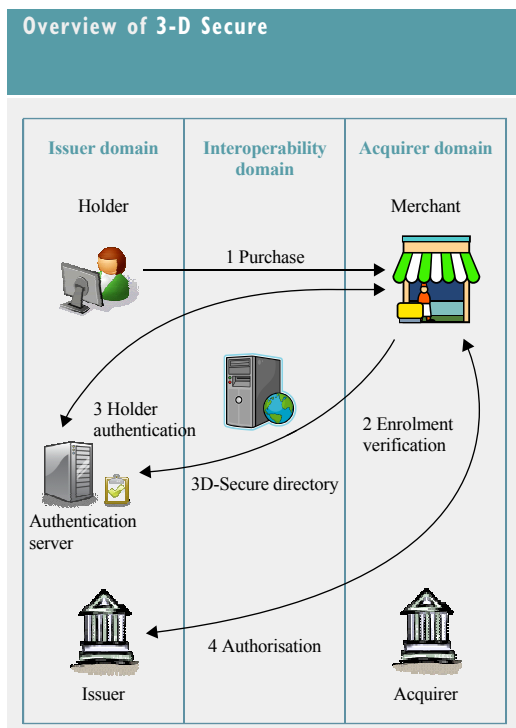 Overview of 3-D Secure
Issuer domain
Interoperability
domain
Acquirer domain
Holder
Merchant
1 Purchase
3 Holder
authentication
2 Enrolment
verification
3D-Secure directory
Authentication
server
4 Authorisation
Issuer
Acquirer